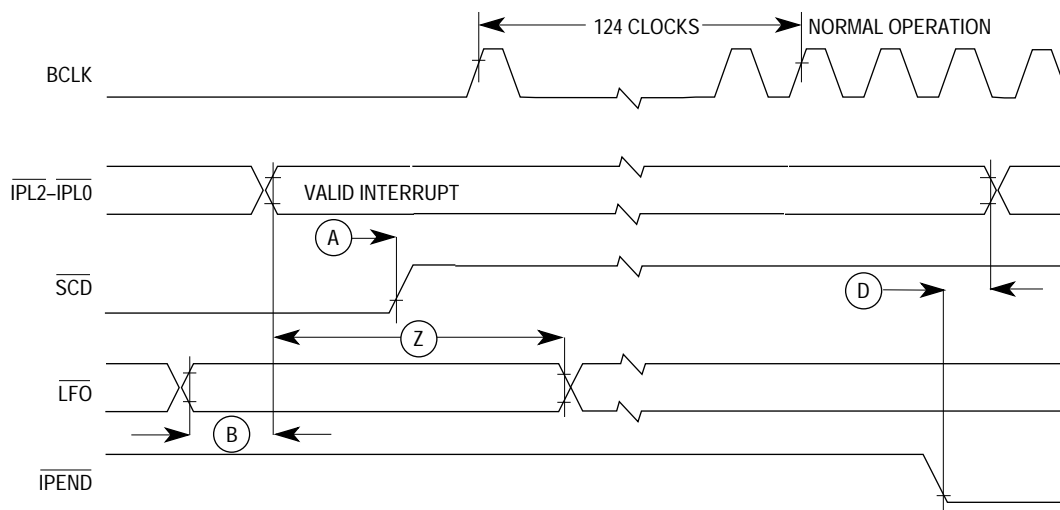 124 CLOCKS
NORMAL OPERATION
BCLK
IPL2–IPL0
VALID INTERRUPT
A
SCD
D
Z
LFO
B
IPEND